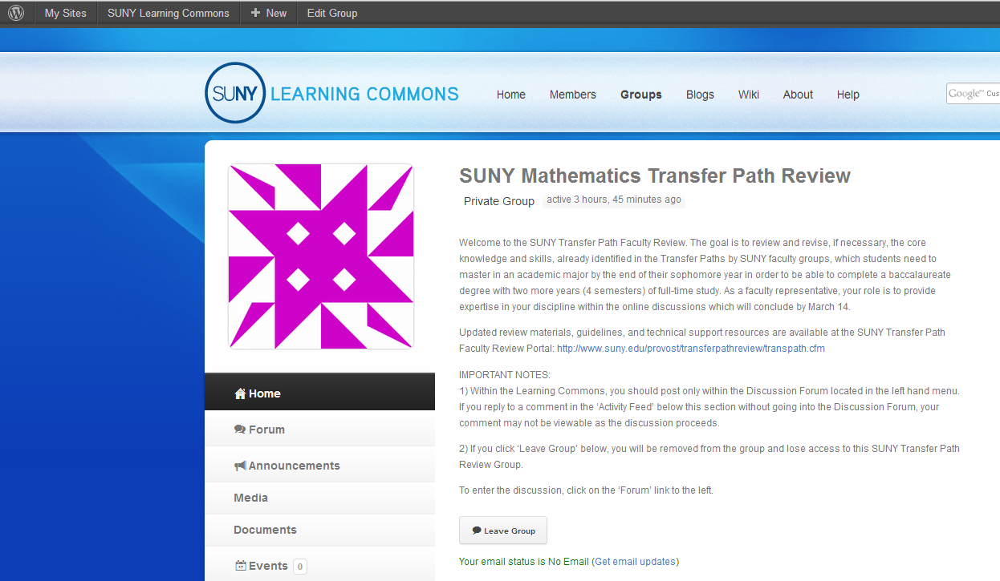 My Sites
SUNY Learning Commons
New
Edit Group
SUNY LEARNING COMMONS
Home
Members
Groups
Blogs
Wiki
About
Help
Google™ Cus
SUNY Mathematics Transfer Path Review
Private Group
active 3 hours, 45 minutes ago
Welcome to the SUNY Transfer Path Faculty Review. The goal is to review and revise, if necessary, the core
knowledge and skills, already identified in the Transfer Paths by SUNY faculty groups, which students need to
master in an academic major by the end of their sophomore year in order to be able to complete a baccalaureate
degree with two more years (4 semesters) of full-time study. As a faculty representative, your role is to provide
expertise in your discipline within the online discussions which will conclude by March 14.
Updated review materials, guidelines, and technical support resources are available at the SUNY Transfer Path
Faculty Review Portal: http://www.suny.edu/provost/transferpathreview/transpath.cfm
IMPORTANT NOTES:
1) Within the Learning Commons, you should post only within the Discussion Forum located in the left hand menu.
If you reply to a comment in the ‘Activity Feed’ below this section without going into the Discussion Forum, your
comment may not be viewable as the discussion proceeds.
2) If you click ‘Leave Group’ below, you will be removed from the group and lose access to this SUNY Transfer Path
Review Group.
To enter the discussion, click on the ‘Forum’ link to the left.
Leave Group
Your email status is No Email (Get email updates)
Home
Forum
Announcements
Media
Documents
Events 0